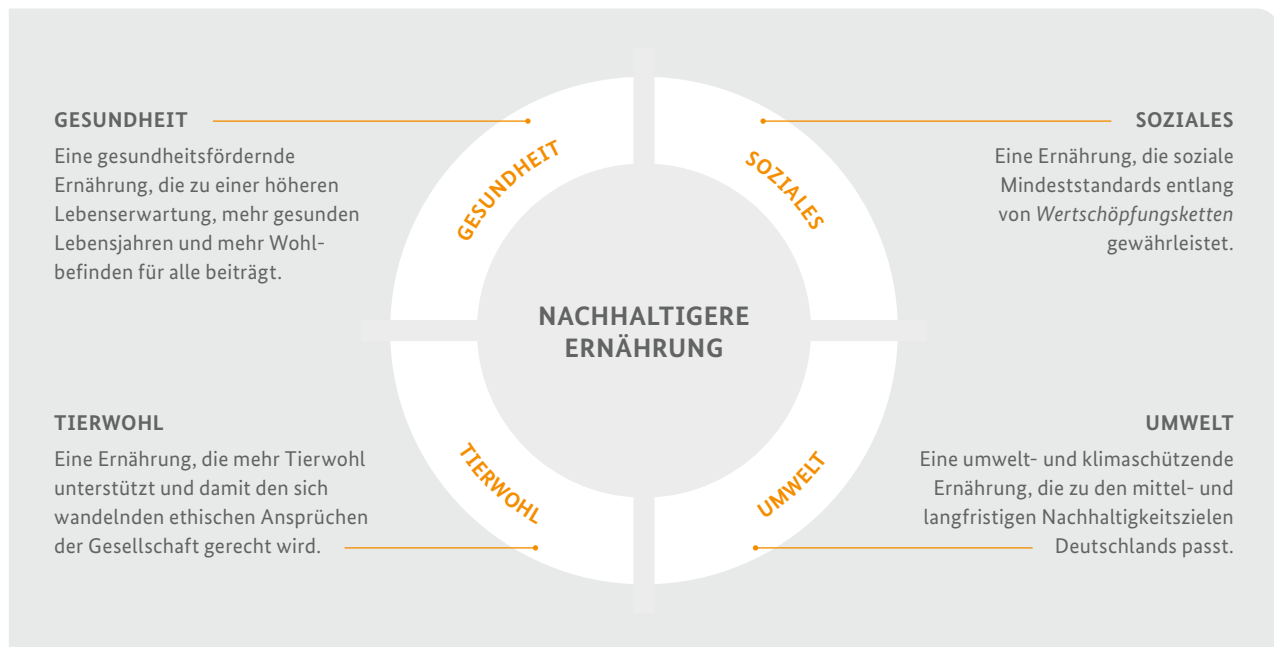 GESUNDHEIT
Eine gesundheitsfördernde
Ernährung, die zu einer höheren
Lebenserwartung, mehr gesunden
Lebensjahren und mehr Wohl-
befinden für alle beiträgt.
SOZIALES
Eine Ernährung, die soziale
Mindeststandards entlang
von Wertschöpfungsketten
gewährleistet.
GESUNDHEIT
SOZIALES
NACHHALTIGERE
ERNÄHRUNG
TIERWOHL
UMWELT
TIERWOHL
Eine Ernährung, die mehr Tierwohl
unterstützt und damit den sich
wandelnden ethischen Ansprüchen
der Gesellschaft gerecht wird.
UMWELT
Eine umwelt- und klimaschützende
Ernährung, die zu den mittel- und
langfristigen Nachhaltigkeitszielen
Deutschlands passt.